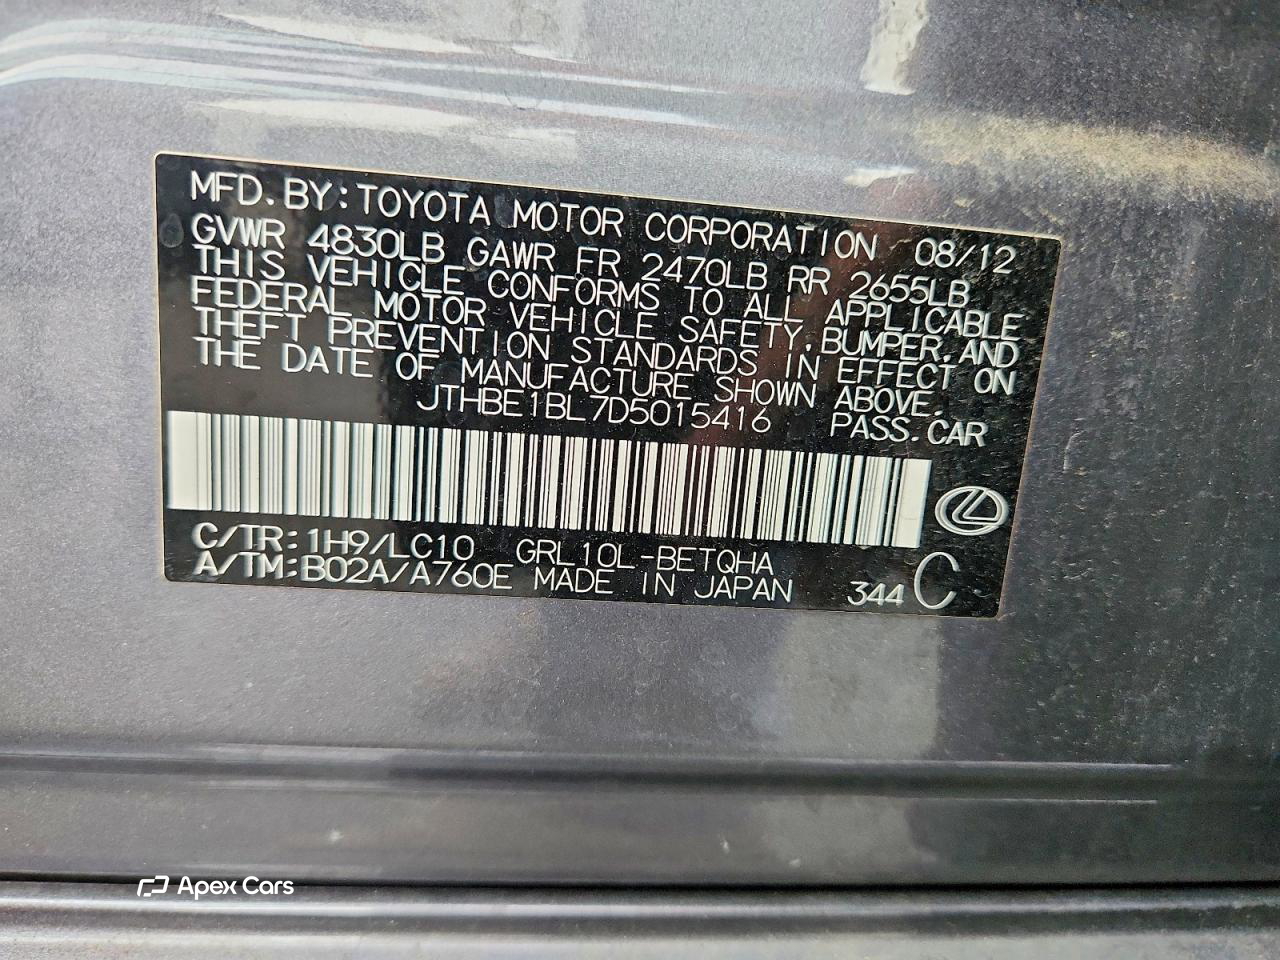 MFD.BY:TOYOTA MOTOR CORPORATION 08/12
GVWR 4830LB GAWR FR 2470LB RR 2655LB
THIS VEHICLE CONFORMS TO ALL APPLICABLE
FEDERAL MOTOR VEHICLE SAFETY,BUMPER,AND
THEFT PREVENTION STANDARDS IN EFFECT ON
THE DATE OF MANUFACTURE SHOWN ABOVE.
JTHBE1BL7D5015416 PASS.CAR
C/TR:1H9/LC10 GRL10L-BETQHA
A/TM:B02A/A760E MADE IN JAPAN 344 C
Apex Cars